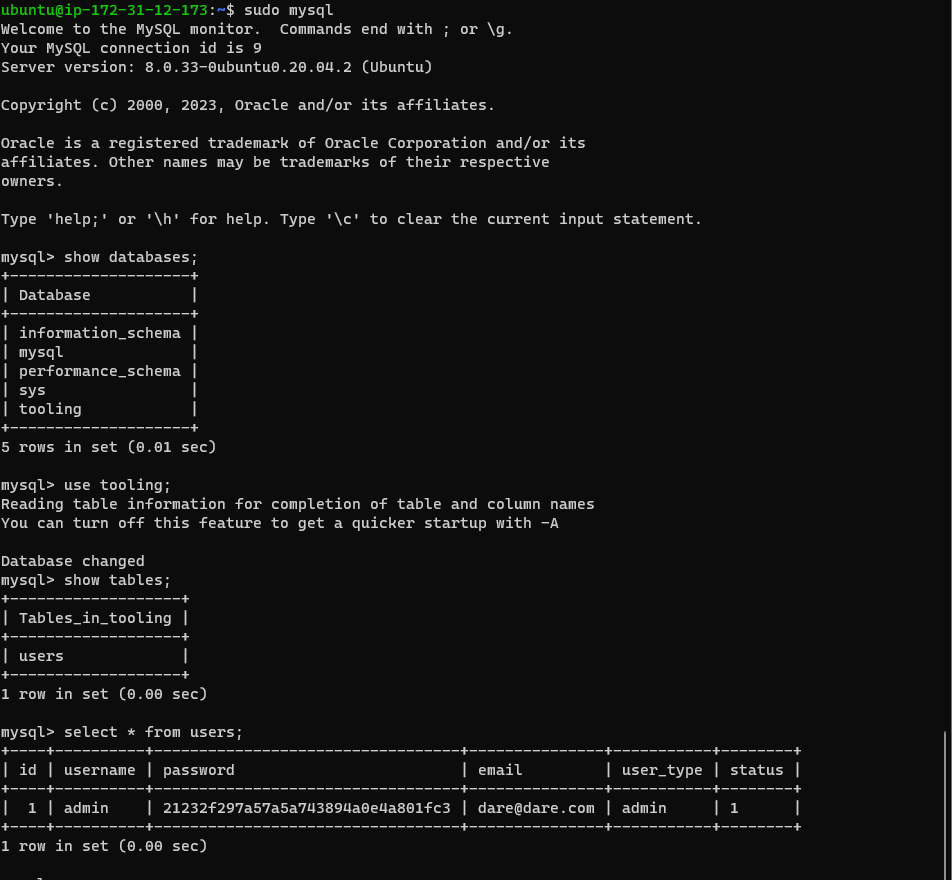 ubuntu@ip-172-31-12-173:~$ sudo mysql
Welcome to the MySQL monitor.  Commands end with ; or \g.
Your MySQL connection id is 9
Server version: 8.0.33-0ubuntu0.20.04.2 (Ubuntu)

Copyright (c) 2000, 2023, Oracle and/or its affiliates.

Oracle is a registered trademark of Oracle Corporation and/or its
affiliates. Other names may be trademarks of their respective
owners.

Type 'help;' or '\h' for help. Type '\c' to clear the current input statement.

mysql> show databases;
+--------------------+
| Database           |
+--------------------+
| information_schema |
| mysql              |
| performance_schema |
| sys                |
| tooling            |
+--------------------+
5 rows in set (0.01 sec)

mysql> use tooling;
Reading table information for completion of table and column names
You can turn off this feature to get a quicker startup with -A

Database changed
mysql> show tables;
+-------------------+
| Tables_in_tooling |
+-------------------+
| users             |
+-------------------+
1 row in set (0.00 sec)

mysql> select * from users;
+----+----------+----------------------------------+---------------+-----------+--------+
| id | username | password                         | email         | user_type | status |
+----+----------+----------------------------------+---------------+-----------+--------+
|  1 | admin    | 21232f297a57a5a743894a0e4a801fc3 | dare@dare.com | admin     | 1      |
+----+----------+----------------------------------+---------------+-----------+--------+
1 row in set (0.00 sec)